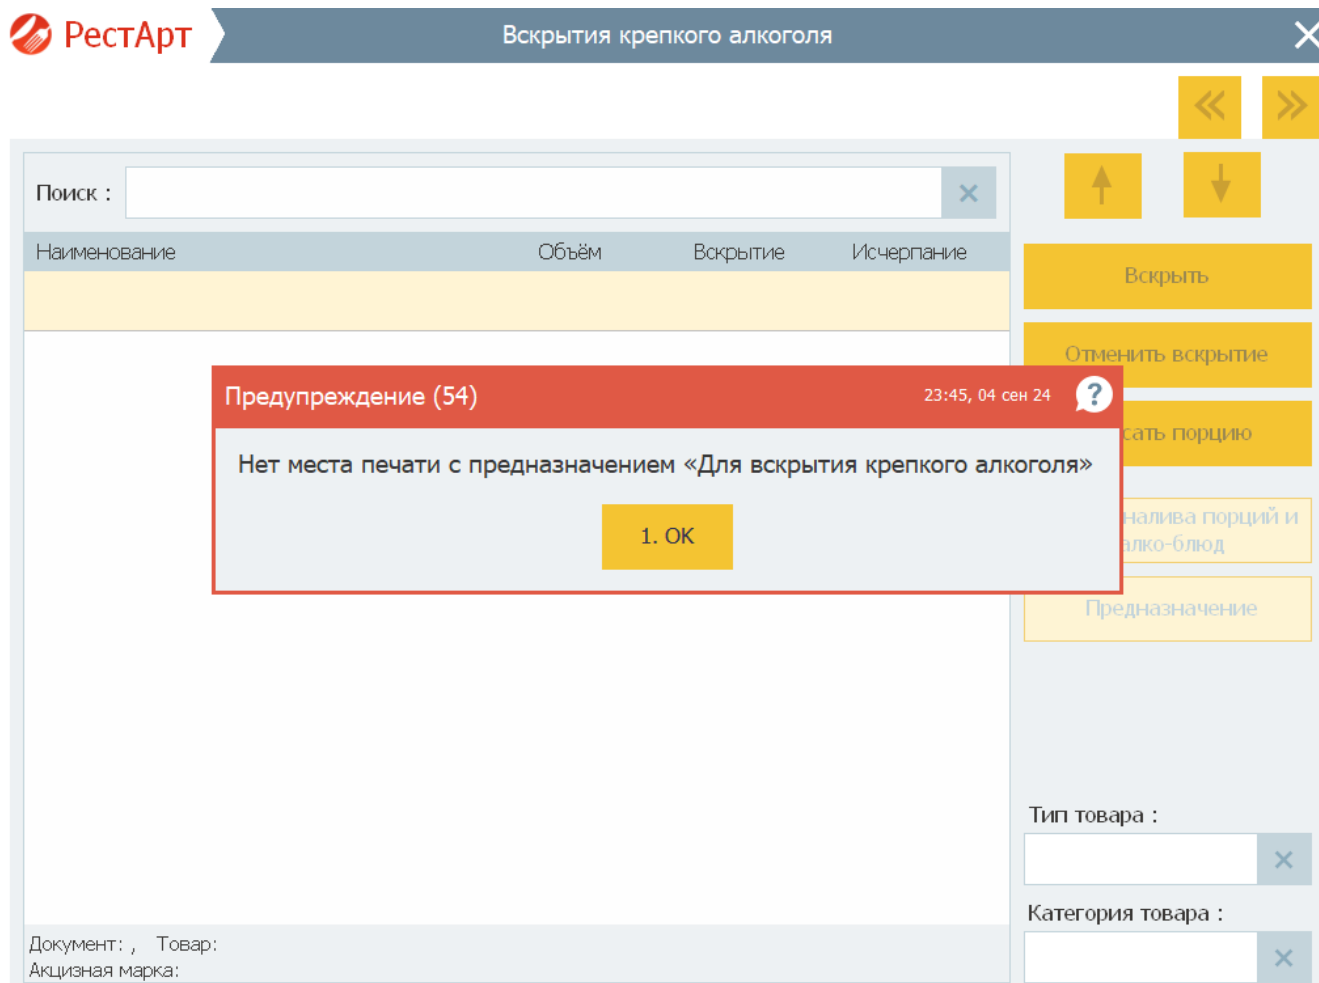 РестАрт
Вскрытия крепкого алкоголя
Поиск :
Наименование Объём Вскрытие Исчерпание
Вскрыть
Отменить вскрытие
Предупреждение (54) 23:45, 04 сен 24 ?
Нет места печати с предназначением «Для вскрытия крепкого алкоголя»
1. OK
порцию
налива порций и
алко-блюд
Предназначение
Тип товара :
Категория товара :
Документ: , Товар:
Акцизная марка: